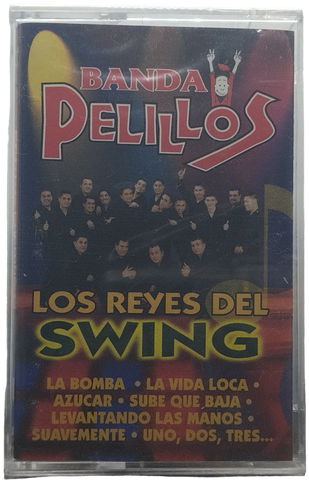 BANDA
PELILLOS
LOS REYES DEL
SWING
LA BOMBA • LA VIDA LOCA •
AZUCAR • SUBE QUE BAJA •
LEVANTANDO LAS MANOS •
SUAVEMENTE • UNO, DOS, TRES...